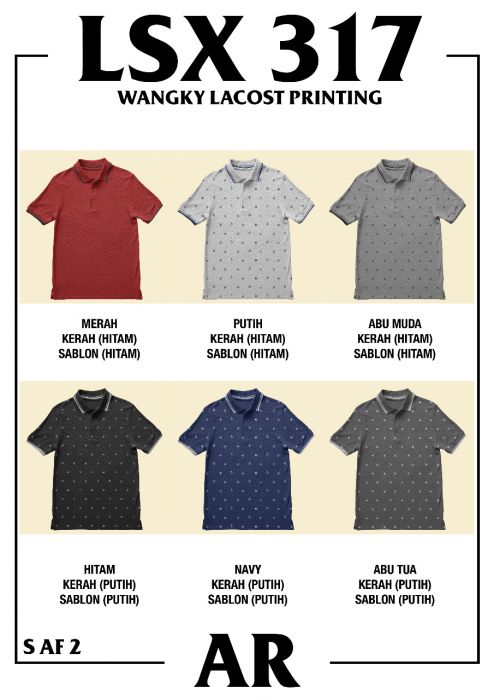 LSX 317
WANGKY LACOST PRINTING
MERAH
KERAH (HITAM)
SABLON (HITAM)
PUTIH
KERAH (HITAM)
SABLON (HITAM)
ABU MUDA
KERAH (HITAM)
SABLON (HITAM)
HITAM
KERAH (PUTIH)
SABLON (PUTIH)
NAVY
KERAH (PUTIH)
SABLON (PUTIH)
ABU TUA
KERAH (PUTIH)
SABLON (PUTIH)
S AF 2
AR